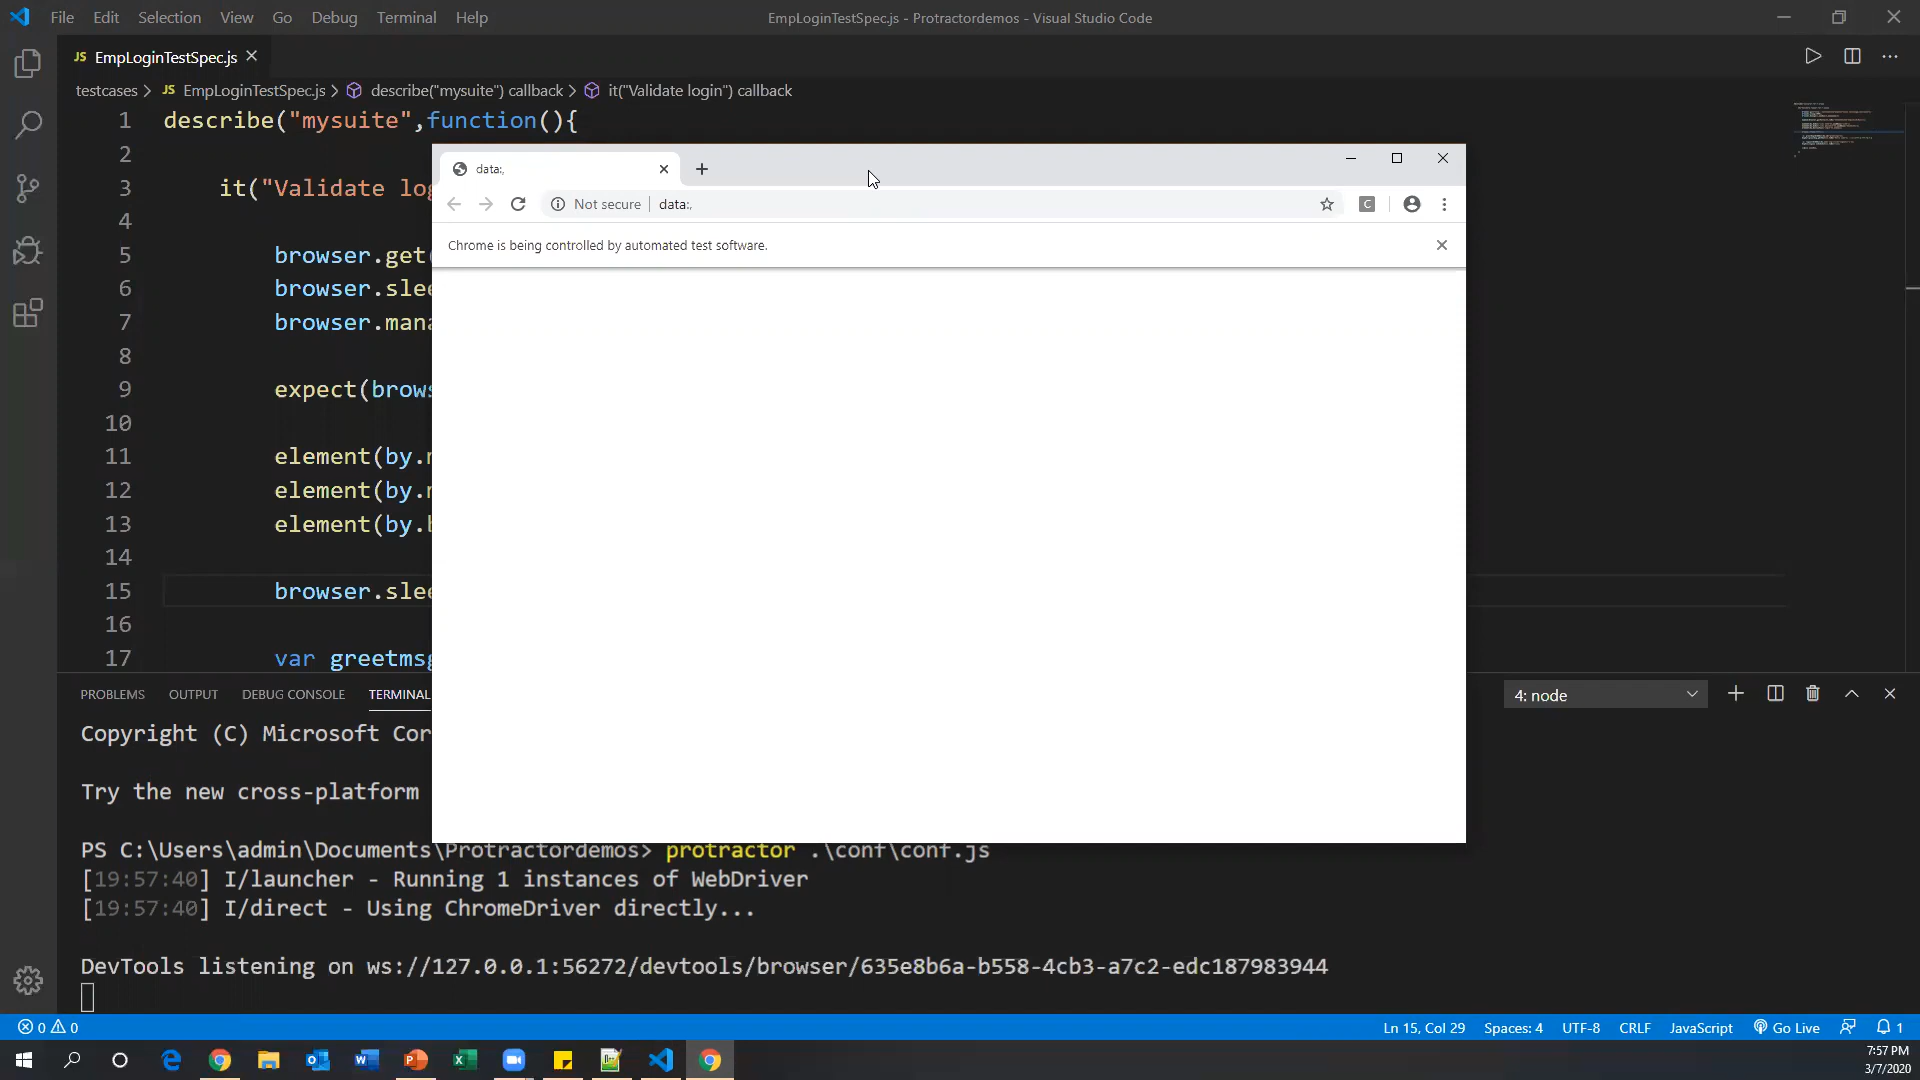 File Edit Selection View Go Debug Terminal Help
EmpLoginTestSpec.js - Protractordemos - Visual Studio Code
JS EmpLoginTestSpec.js
testcases > JS EmpLoginTestSpec.js > describe("mysuite") callback > it("Validate login") callback
1 describe("mysuite",function(){
2
3 it("Validate log
4
5 browser.get(
6 browser.slee
7 browser.mana
8
9 expect(brows
10
11 element(by.
12 element(by.
13 element(by.
14
15 browser.slee
16
17 var greetmsg
data:,
Not secure data:,
C
Chrome is being controlled by automated test software.
PROBLEMS OUTPUT DEBUG CONSOLE TERMINAL
4: node
Copyright (C) Microsoft Cor
Try the new cross-platform
PS C:\Users\admin\Documents\Protractordemos> protractor .\conf\conf.js
[19:57:40] I/launcher - Running 1 instances of WebDriver
[19:57:40] I/direct - Using ChromeDriver directly...
DevTools listening on ws://127.0.0.1:56272/devtools/browser/635e8b6a-b558-4cb3-a7c2-edc187983944
0 0
Ln 15, Col 29 Spaces: 4 UTF-8 CRLF JavaScript Go Live 1
7:57 PM
3/7/2020